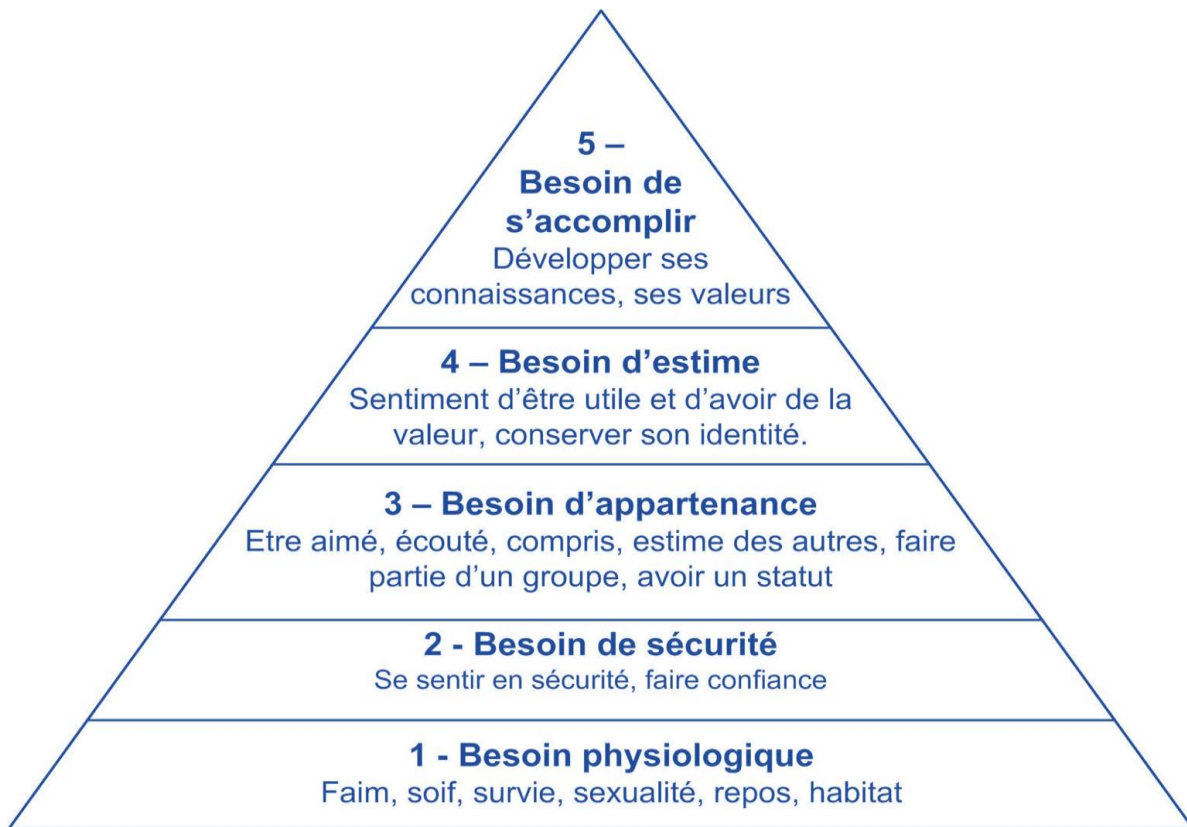 5 –
Besoin de
s’accomplir
Développer ses
connaissances, ses valeurs
4 – Besoin d’estime
Sentiment d’être utile et d’avoir de la
valeur, conserver son identité.
3 – Besoin d’appartenance
Etre aimé, écouté, compris, estime des autres, faire
partie d’un groupe, avoir un statut
2 - Besoin de sécurité
Se sentir en sécurité, faire confiance
1 - Besoin physiologique
Faim, soif, survie, sexualité, repos, habitat